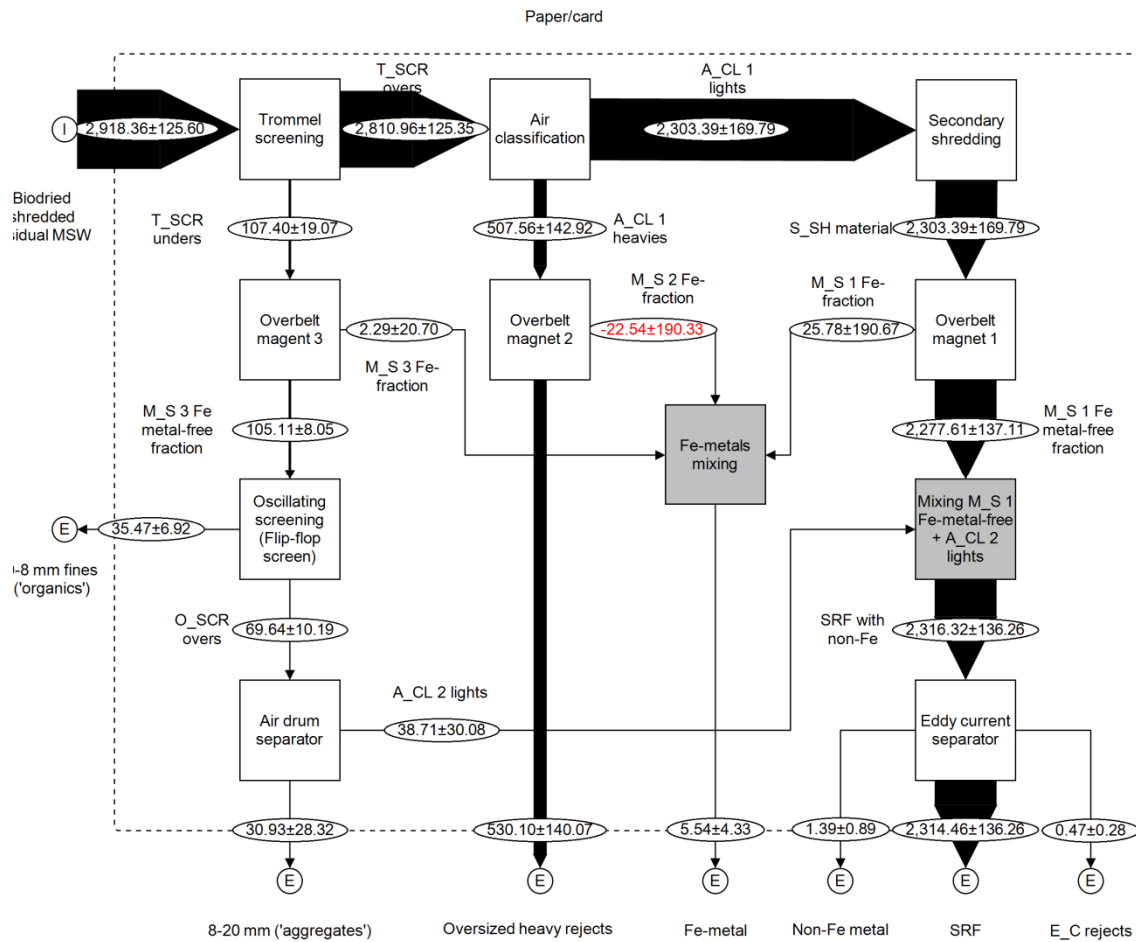 Paper/card
T_SCR
overs
A_CL 1
lights
I
2,918.36±125.60
Trommel
screening
2,810.96±125.35
Air
classification
2,303.39±169.79
Secondary
shredding
Biodried
shredded
sidual MSW
T_SCR
unders
107.40±19.07
507.56±142.92
A_CL 1
heavies
S_SH material
2,303.39±169.79
Overbelt
magent 3
2.29±20.70
M_S 3 Fe-
fraction
Overbelt
magnet 2
M_S 2 Fe-
fraction
-22.54±190.33
M_S 1 Fe-
fraction
25.78±190.67
Overbelt
magnet 1
M_S 3 Fe
metal-free
fraction
105.11±8.05
Fe-metals
mixing
2,277.61±137.11
M_S 1 Fe
metal-free
fraction
E
35.47±6.92
Oscillating
screening
(Flip-flop
screen)
Mixing M_S 1
Fe-metal-free
+ A_CL 2
lights
-8 mm fines
('organics')
O_SCR
overs
69.64±10.19
SRF with
non-Fe
2,316.32±136.26
Air drum
separator
A_CL 2 lights
38.71±30.08
Eddy current
separator
30.93±28.32
530.10±140.07
5.54±4.33
1.39±0.89
2,314.46±136.26
0.47±0.28
E
E
E
E
E
E
8-20 mm ('aggregates')
Oversized heavy rejects
Fe-metal
Non-Fe metal
SRF
E_C rejects